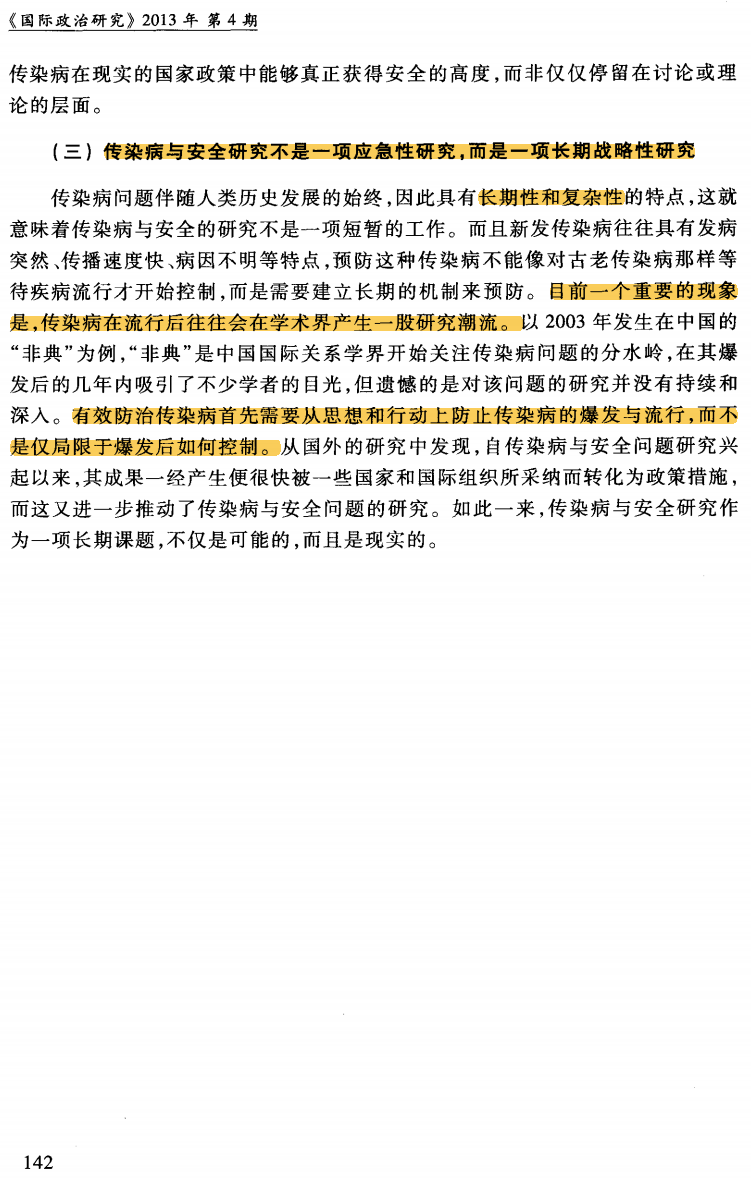 《国际政治研究》2013 年 第 4 期
传染病在现实的国家政策中能够真正获得安全的高度,而非仅仅停留在讨论或理
论的层面。
(三) 传染病与安全研究不是一项应急性研究,而是一项长期战略性研究
传染病问题伴随人类历史发展的始终,因此具有长期性和复杂性的特点,这就
意味着传染病与安全的研究不是一项短暂的工作。而且新发传染病往往具有发病
突然、传播速度快、病因不明等特点,预防这种传染病不能像对古老传染病那样等
待疾病流行才开始控制,而是需要建立长期的机制来预防。目前一个重要的现象
是,传染病在流行后往往会在学术界产生一股研究潮流。以 2003 年发生在中国的
“非典”为例,“非典”是中国国际关系学界开始关注传染病问题的分水岭,在其爆
发后的几年内吸引了不少学者的目光,但遗憾的是对该问题的研究并没有持续和
深入。有效防治传染病首先需要从思想和行动上防止传染病的爆发与流行,而不
是仅局限于爆发后如何控制。从国外的研究中发现,自传染病与安全问题研究兴
起以来,其成果一经产生便很快被一些国家和国际组织所采纳而转化为政策措施,
而这又进一步推动了传染病与安全问题的研究。如此一来,传染病与安全研究作
为一项长期课题,不仅是可能的,而且是现实的。
142